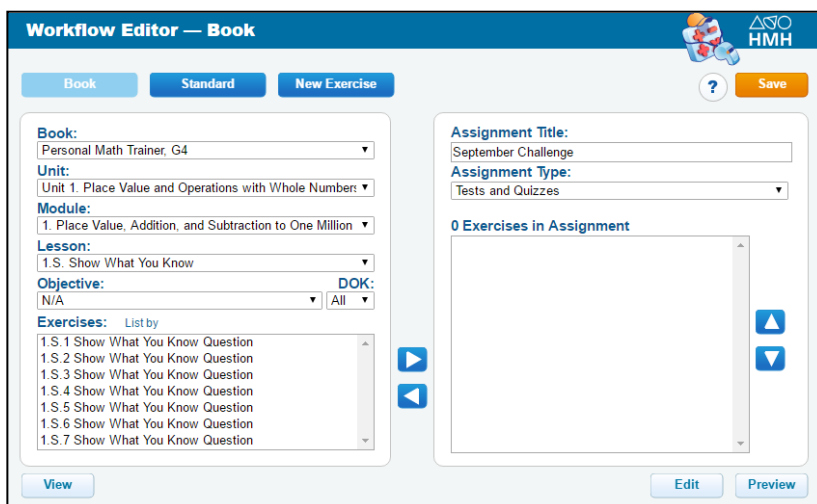 Workflow Editor — Book
HMH
Book
Standard
New Exercise
?
Save
Book:
Personal Math Trainer, G4
Unit:
Unit 1. Place Value and Operations with Whole Numbers
Module:
1. Place Value, Addition, and Subtraction to One Million
Lesson:
1.S. Show What You Know
Objective: DOK:
N/A All
Exercises: List by
1.S.1 Show What You Know Question
1.S.2 Show What You Know Question
1.S.3 Show What You Know Question
1.S.4 Show What You Know Question
1.S.5 Show What You Know Question
1.S.6 Show What You Know Question
1.S.7 Show What You Know Question
Assignment Title:
September Challenge
Assignment Type:
Tests and Quizzes
0 Exercises in Assignment
View
Edit
Preview